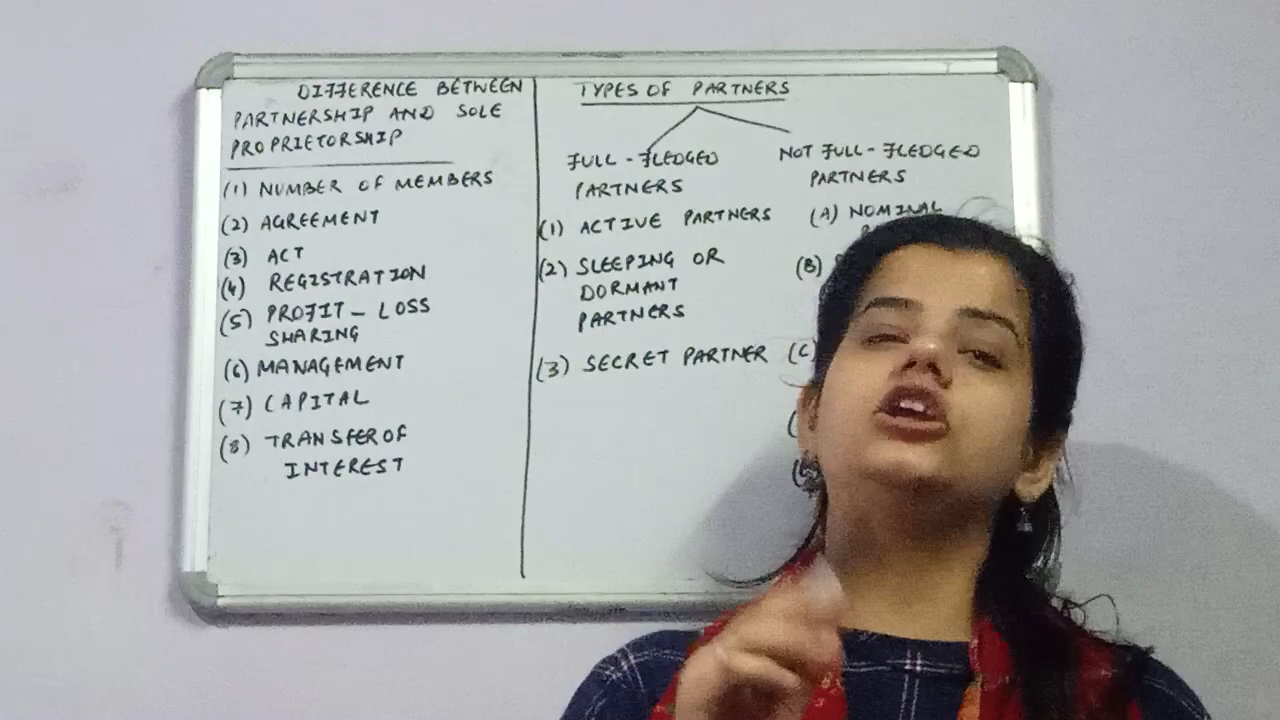 DIFFERENCE BETWEEN
PARTNERSHIP AND SOLE
PROPRIETORSHIP
(1) NUMBER OF MEMBERS
(2) AGREEMENT
(3) ACT
(4) REGISTRATION
(5) PROFIT - LOSS
SHARING
(6) MANAGEMENT
(7) CAPITAL
(8) TRANSFER OF
INTEREST
TYPES OF PARTNERS
FULL - FLEDGED
PARTNERS
(1) ACTIVE PARTNERS
(2) SLEEPING OR
DORMANT
PARTNERS
(3) SECRET PARTNER
NOT FULL - FLEDGED
PARTNERS
(A) NOMINAL
(B)
(C)